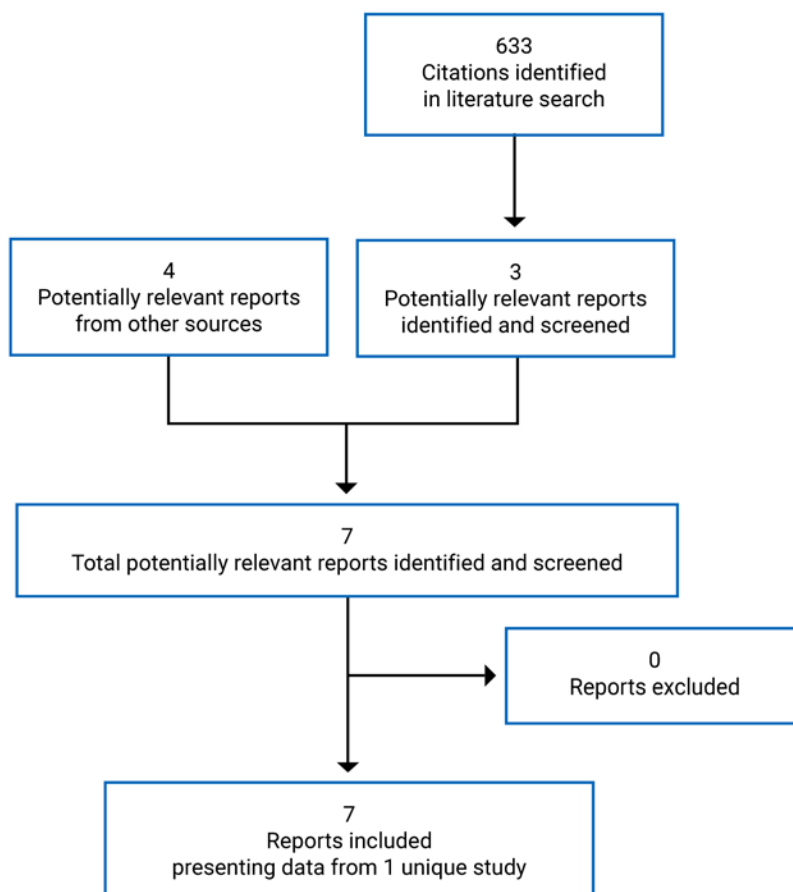 633
Citations identified
in literature search
4
Potentially relevant reports
from other sources
3
Potentially relevant reports
identified and screened
7
Total potentially relevant reports identified and screened
0
Reports excluded
7
Reports included
presenting data from 1 unique study